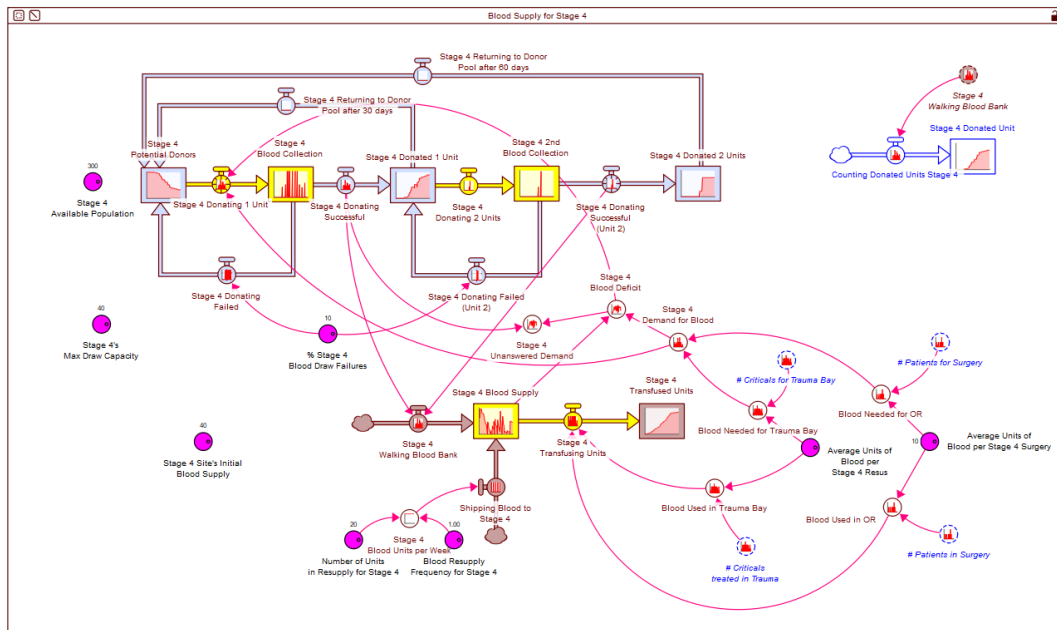 Blood Supply for Stage 4
Stage 4 Returning to Donor
Pool after 60 days
Stage 4 Returning to Donor
Pool after 30 days
Stage 4
Walking Blood Bank
Stage 4 Donated Unit
Counting Donated Units Stage 4
Stage 4
Potential Donors
Stage 4
Blood Collection
Stage 4 Donated 1 Unit
Stage 4 2nd
Blood Collection
Stage 4 Donated 2 Units
300
Stage 4
Available Population
Stage 4 Donating 1 Unit
Stage 4 Donating
Successful
Stage 4
Donating 2 Units
Stage 4 Donating
Successful
(Unit 2)
Stage 4 Donating
Failed
Stage 4 Donating Failed
(Unit 2)
Stage 4
Blood Deficit
40
Stage 4's
Max Draw Capacity
10
% Stage 4
Blood Draw Failures
Stage 4
Unanswered Demand
Stage 4
Demand for Blood
# Patients for Surgery
# Criticals for Trauma Bay
Stage 4 Blood Supply
Stage 4
Transfused Units
Blood Needed for OR
Blood Needed for Trauma Bay
40
Stage 4 Site's Initial
Blood Supply
Stage 4
Walking Blood Bank
Stage 4
Transfusing Units
Average Units of
Blood per
Stage 4 Resus
10
Average Units of
Blood per Stage 4 Surgery
Shipping Blood to
Stage 4
Blood Used in Trauma Bay
Blood Used in OR
20
Number of Units
in Resupply for Stage 4
Stage 4
Blood Units per Week
1.00
Blood Resupply
Frequency for Stage 4
# Criticals
treated in Trauma
# Patients in Surgery